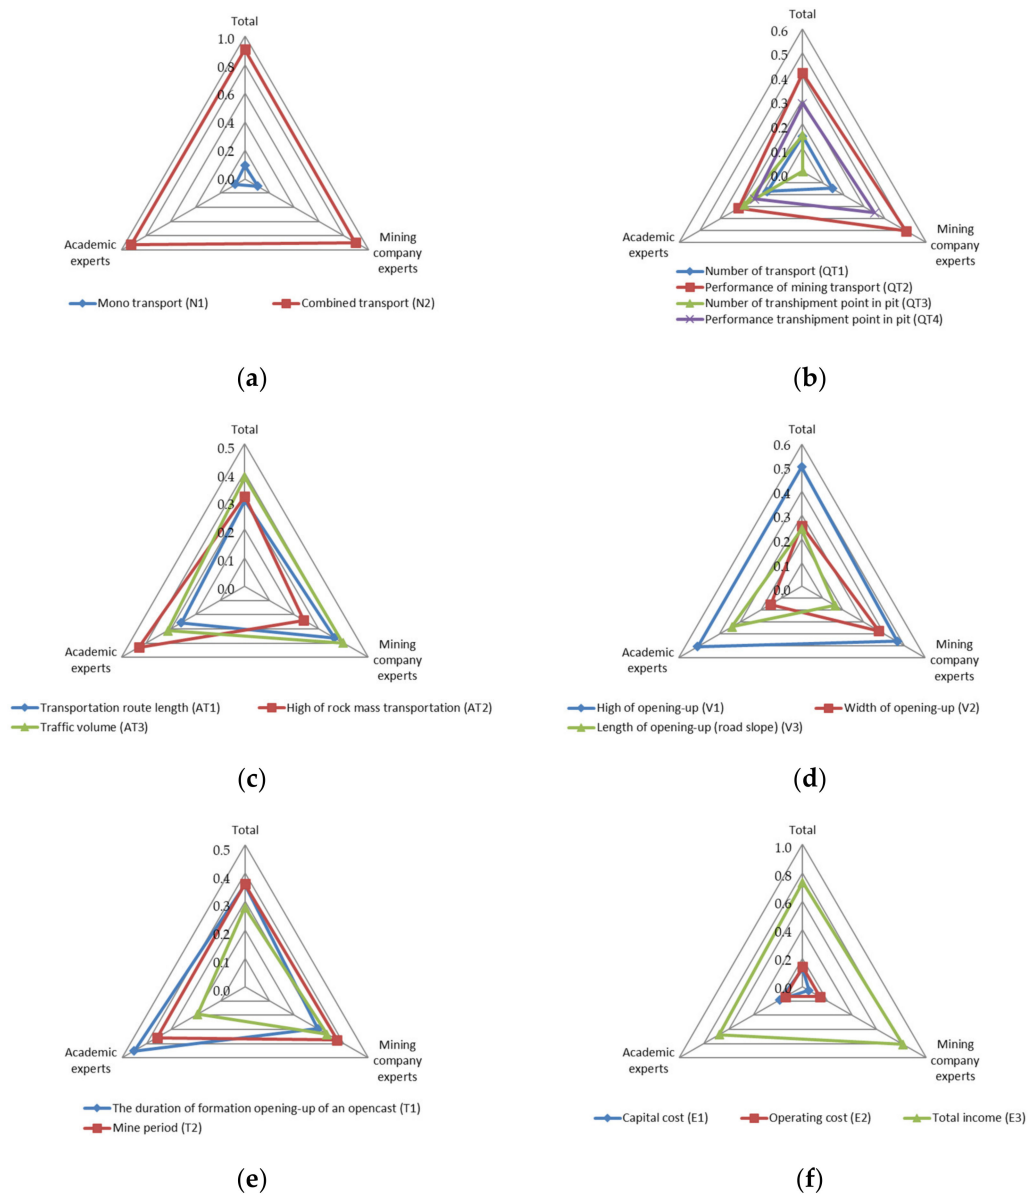 Total
1.0
0.8
0.6
0.4
0.2
0.0
Academic
experts
Mining
company
experts
Mono transport (N1)
Combined transport (N2)
(a)
Total
0.6
0.5
0.4
0.3
0.2
0.1
0.0
Academic
experts
Mining
company
experts
Number of transport (QT1)
Performance of mining transport (QT2)
Number of transhipment point in pit (QT3)
Performance transhipment point in pit (QT4)
(b)
Total
0.5
0.4
0.3
0.2
0.1
0.0
Academic
experts
Mining
company
experts
Transportation route length (AT1)
High of rock mass transportation (AT2)
Traffic volume (AT3)
(c)
Total
0.6
0.5
0.4
0.3
0.2
0.1
0.0
Academic
experts
Mining
company
experts
High of opening-up (V1)
Width of opening-up (V2)
Length of opening-up (road slope) (V3)
(d)
Total
0.5
0.4
0.3
0.2
0.1
0.0
Academic
experts
Mining
company
experts
The duration of formation opening-up of an opencast (T1)
Mine period (T2)
(e)
Total
1.0
0.8
0.6
0.4
0.2
0.0
Academic
experts
Mining
company
experts
Capital cost (E1)
Operating cost (E2)
Total income (E3)
(f)